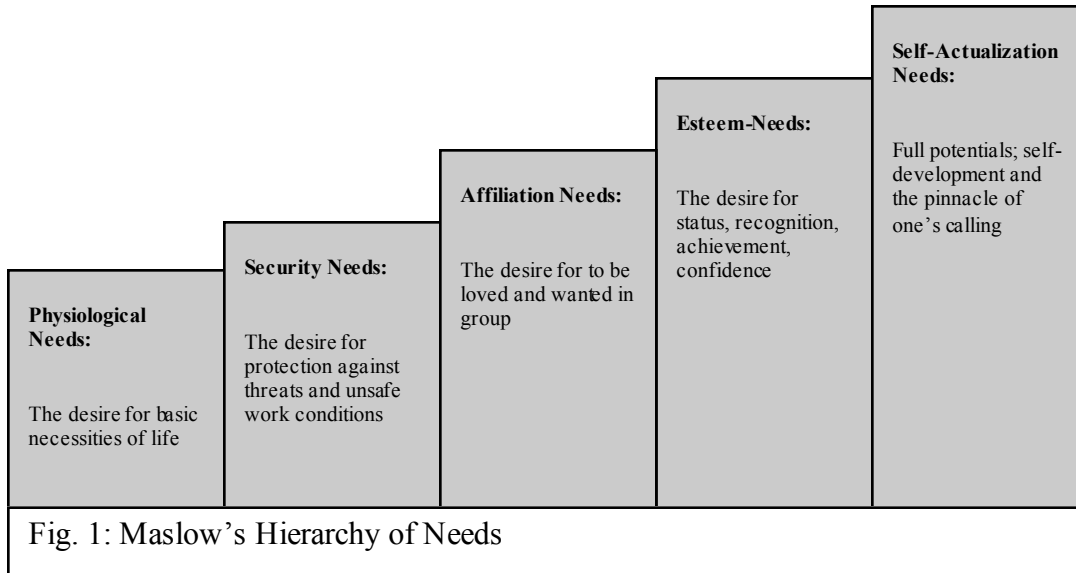 Physiological
Needs:
The desire for basic
necessities of life
Security Needs:
The desire for
protection against
threats and unsafe
work conditions
Affiliation Needs:
The desire for to be
loved and wanted in
group
Esteem-Needs:
The desire for
status, recognition,
achievement,
confidence
Self-Actualization
Needs:
Full potentials; self-
development and
the pinnacle of
one’s calling
Fig. 1: Maslow’s Hierarchy of Needs